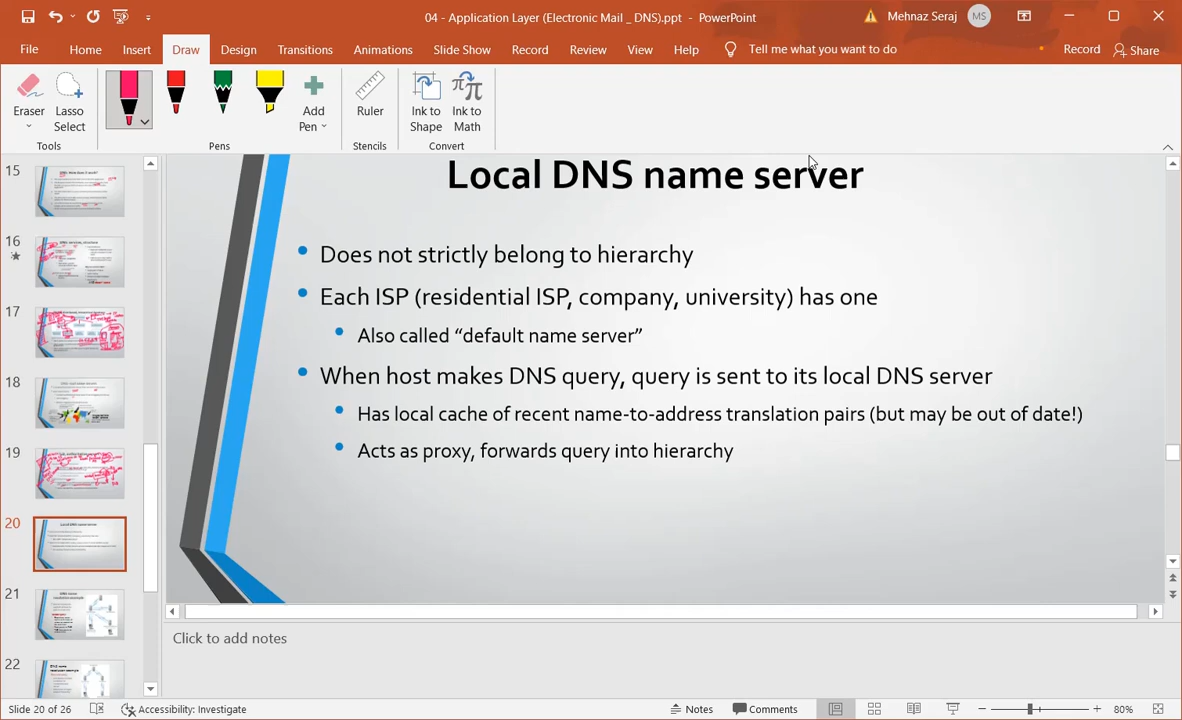 04 - Application Layer (Electronic Mail _ DNS).ppt - PowerPoint
Mehnaz Seraj
MS
File
Home
Insert
Draw
Design
Transitions
Animations
Slide Show
Record
Review
View
Help
Tell me what you want to do
Record
Share
Eraser
Lasso
Select
Add
Pen
Ruler
Ink to
Shape
Ink to
Math
Tools
Pens
Stencils
Convert
15
16
17
18
19
20
21
22
Local DNS name server
• Does not strictly belong to hierarchy
• Each ISP (residential ISP, company, university) has one
• Also called “default name server”
• When host makes DNS query, query is sent to its local DNS server
• Has local cache of recent name-to-address translation pairs (but may be out of date!)
• Acts as proxy, forwards query into hierarchy
Click to add notes
Slide 20 of 26
Accessibility: Investigate
Notes
Comments
80%